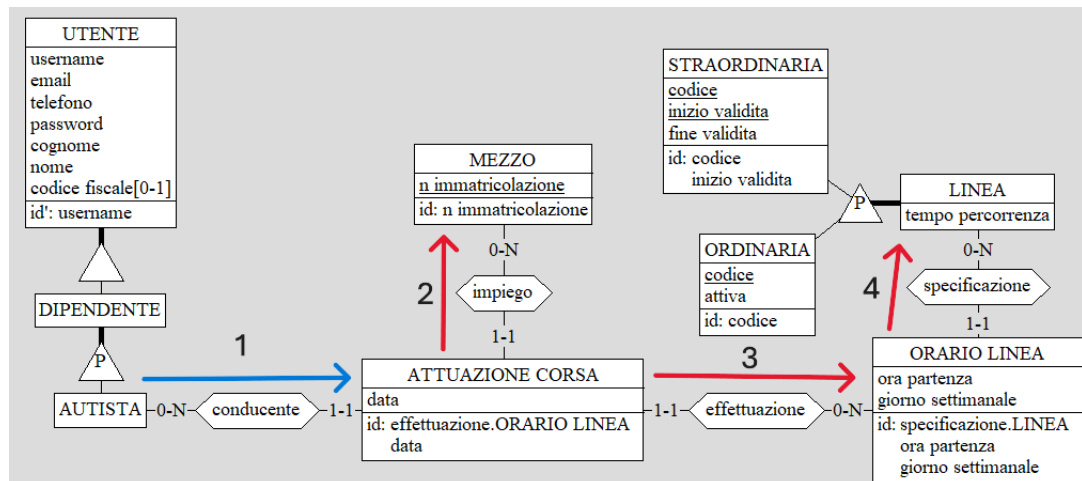 UTENTE
username
email
telefono
password
cognome
nome
codice fiscale[0-1]
id': username
DIPENDENTE
P
AUTISTA
0-N
conducente
1-1
1
MEZZO
n immatricolazione
id: n immatricolazione
0-N
impiego
1-1
2
ATTUAZIONE CORSA
data
id: effettuazione.ORARIO LINEA
data
1-1
effettuazione
0-N
3
STRAORDINARIA
codice
inizio validita
fine validita
id: codice
inizio validita
P
ORDINARIA
codice
attiva
id: codice
LINEA
tempo percorrenza
0-N
specificazione
1-1
4
ORARIO LINEA
ora partenza
giorno settimanale
id: specificazione.LINEA
ora partenza
giorno settimanale